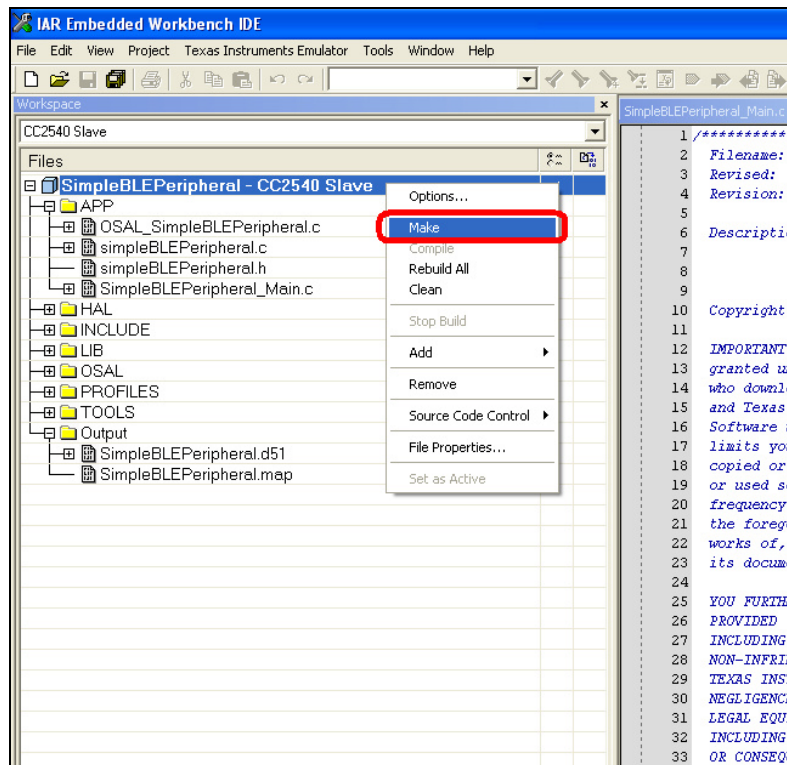 IAR Embedded Workbench IDE
File Edit View Project Texas Instruments Emulator Tools Window Help
Workspace
CC2540 Slave
Files
SimpleBLEPeripheral - CC2540 Slave
APP
OSAL_SimpleBLEPeripheral.c
simpleBLEPeripheral.c
simpleBLEPeripheral.h
SimpleBLEPeripheral_Main.c
HAL
INCLUDE
LIB
OSAL
PROFILES
TOOLS
Output
SimpleBLEPeripheral.d51
SimpleBLEPeripheral.map
Options...
Make
Compile
Rebuild All
Clean
Stop Build
Add
Remove
Source Code Control
File Properties...
Set as Active
SimpleBLEPeripheral_Main.c
1 /**********
2 Filename:
3 Revised:
4 Revision:
5
6 Descripti
7
8
9
10 Copyright
11
12 IMPORTANT
13 granted u
14 who downl
15 and Texas
16 Software
17 limits you
18 copied or
19 or used s
20 frequency
21 the foreg
22 works of,
23 its docum
24
25 YOU FURTH
26 PROVIDED
27 INCLUDING
28 NON-INFRI
29 TEXAS INS
30 NEGLIGENC
31 LEGAL EQU
32 INCLUDING
33 OR CONSEQ